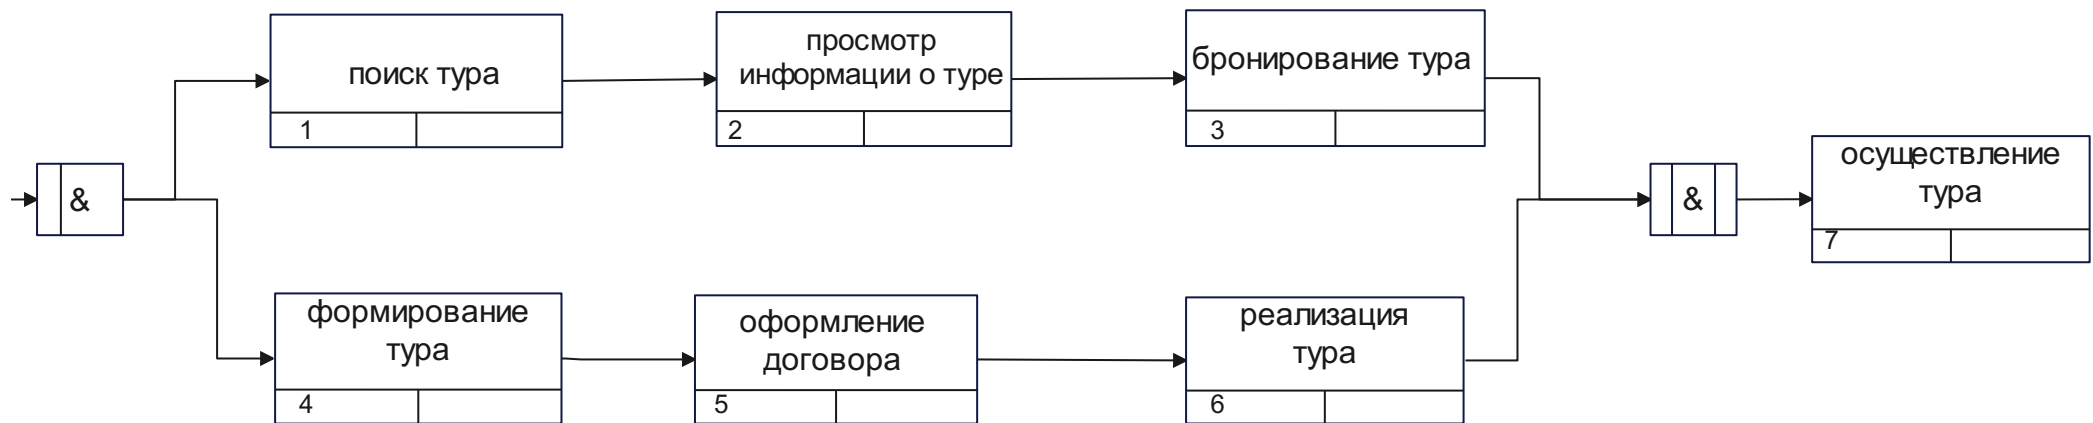 поиск тура
1
просмотр
информации о туре
2
бронирование тура
3
&
&
осуществление
тура
7
формирование
тура
4
оформление
договора
5
реализация
тура
6